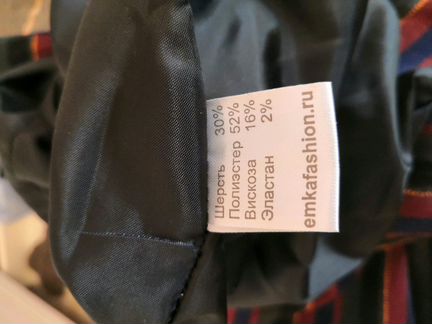 Шерсть 30%
Полиэстер 52%
Вискоза 16%
Эластан 2%
emkafashion.ru